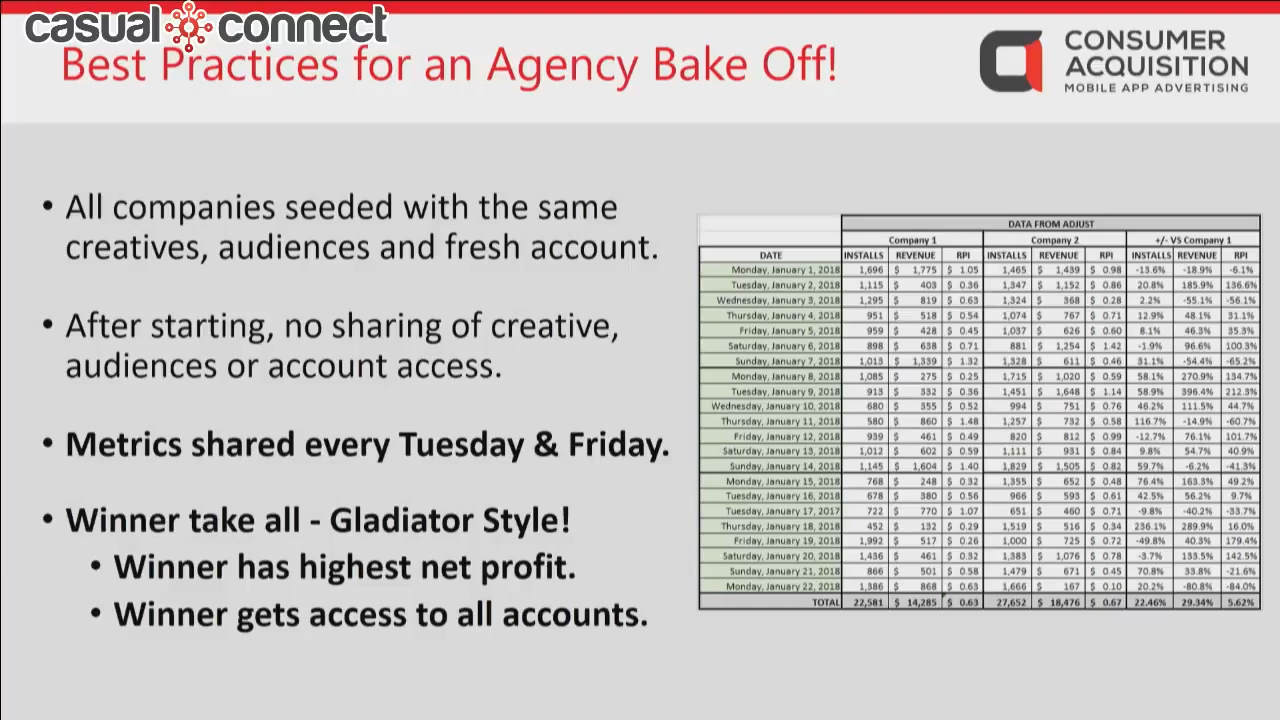 casual connect
Best Practices for an Agency Bake Off!
CONSUMER
ACQUISITION
MOBILE APP ADVERTISING
• All companies seeded with the same
creatives, audiences and fresh account.
• After starting, no sharing of creative,
audiences or account access.
• Metrics shared every Tuesday & Friday.
• Winner take all - Gladiator Style!
• Winner has highest net profit.
• Winner gets access to all accounts.
DATA FROM ADJUST
Company 1 Company 2 +/- VS Company 1
DATE INSTALLS REVENUE RPI INSTALLS REVENUE RPI INSTALLS REVENUE RPI
Monday, January 1, 2018 1,696 $ 1,775 $ 1.05 1,465 $ 1,439 $ 0.98 -13.6% -18.9% -6.1%
Tuesday, January 2, 2018 1,115 $ 403 $ 0.36 1,347 $ 1,152 $ 0.86 20.8% 185.9% 136.6%
Wednesday, January 3, 2018 1,295 $ 819 $ 0.63 1,324 $ 368 $ 0.28 2.2% -55.1% -56.1%
Thursday, January 4, 2018 951 $ 518 $ 0.54 1,074 $ 767 $ 0.71 12.9% 48.1% 31.1%
Friday, January 5, 2018 959 $ 428 $ 0.45 1,037 $ 626 $ 0.60 8.1% 46.3% 35.3%
Saturday, January 6, 2018 898 $ 638 $ 0.71 881 $ 1,254 $ 1.42 -1.9% 96.6% 100.3%
Sunday, January 7, 2018 1,013 $ 1,339 $ 1.32 1,328 $ 611 $ 0.46 31.1% -54.4% -65.2%
Monday, January 8, 2018 1,085 $ 275 $ 0.25 1,715 $ 1,020 $ 0.59 58.1% 270.9% 134.7%
Tuesday, January 9, 2018 913 $ 332 $ 0.36 1,451 $ 1,648 $ 1.14 58.9% 396.4% 212.3%
Wednesday, January 10, 2018 680 $ 355 $ 0.52 994 $ 751 $ 0.76 46.2% 111.5% 44.7%
Thursday, January 11, 2018 580 $ 860 $ 1.48 1,257 $ 732 $ 0.58 116.7% -14.9% -60.7%
Friday, January 12, 2018 939 $ 461 $ 0.49 820 $ 812 $ 0.99 -12.7% 76.1% 101.7%
Saturday, January 13, 2018 1,012 $ 602 $ 0.59 1,111 $ 931 $ 0.84 9.8% 54.7% 40.9%
Sunday, January 14, 2018 1,145 $ 1,604 $ 1.40 1,829 $ 1,505 $ 0.82 59.7% -6.2% -41.3%
Monday, January 15, 2018 768 $ 248 $ 0.32 1,355 $ 652 $ 0.48 76.4% 163.3% 49.2%
Tuesday, January 16, 2018 678 $ 380 $ 0.56 966 $ 593 $ 0.61 42.5% 56.2% 9.7%
Tuesday, January 17, 2017 722 $ 770 $ 1.07 651 $ 460 $ 0.71 -9.8% -40.2% -33.7%
Thursday, January 18, 2018 452 $ 132 $ 0.29 1,519 $ 516 $ 0.34 236.1% 289.9% 16.0%
Friday, January 19, 2018 1,992 $ 517 $ 0.26 1,000 $ 725 $ 0.72 -49.8% 40.3% 179.4%
Saturday, January 20, 2018 1,436 $ 461 $ 0.32 1,383 $ 1,076 $ 0.78 -3.7% 133.5% 142.5%
Sunday, January 21, 2018 866 $ 501 $ 0.58 1,479 $ 671 $ 0.45 70.8% 33.8% -21.6%
Monday, January 22, 2018 1,386 $ 868 $ 0.63 1,666 $ 167 $ 0.10 20.2% -80.8% -84.0%
TOTAL 22,581 $ 14,285 $ 0.63 27,652 $ 18,476 $ 0.67 22.46% 29.34% 5.62%